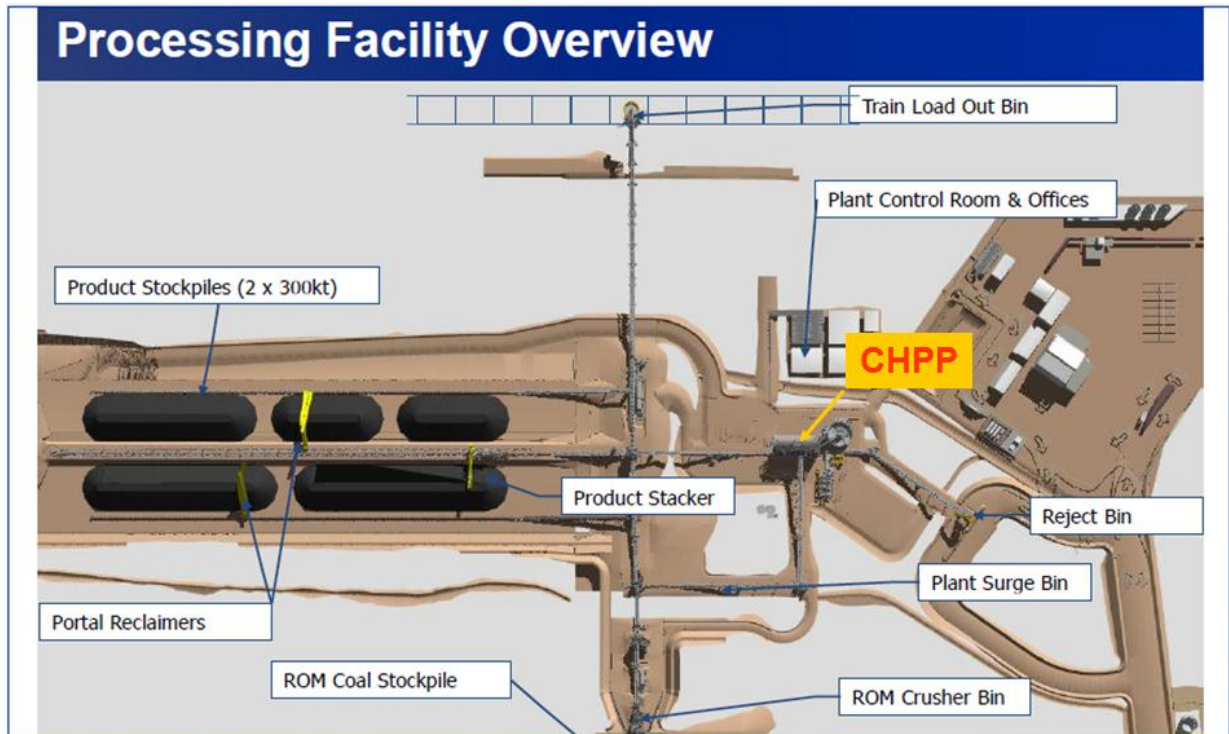 Processing Facility Overview
Train Load Out Bin
Plant Control Room & Offices
Product Stockpiles (2 x 300kt)
CHPP
Product Stacker
Reject Bin
Plant Surge Bin
Portal Reclaimers
ROM Coal Stockpile
ROM Crusher Bin